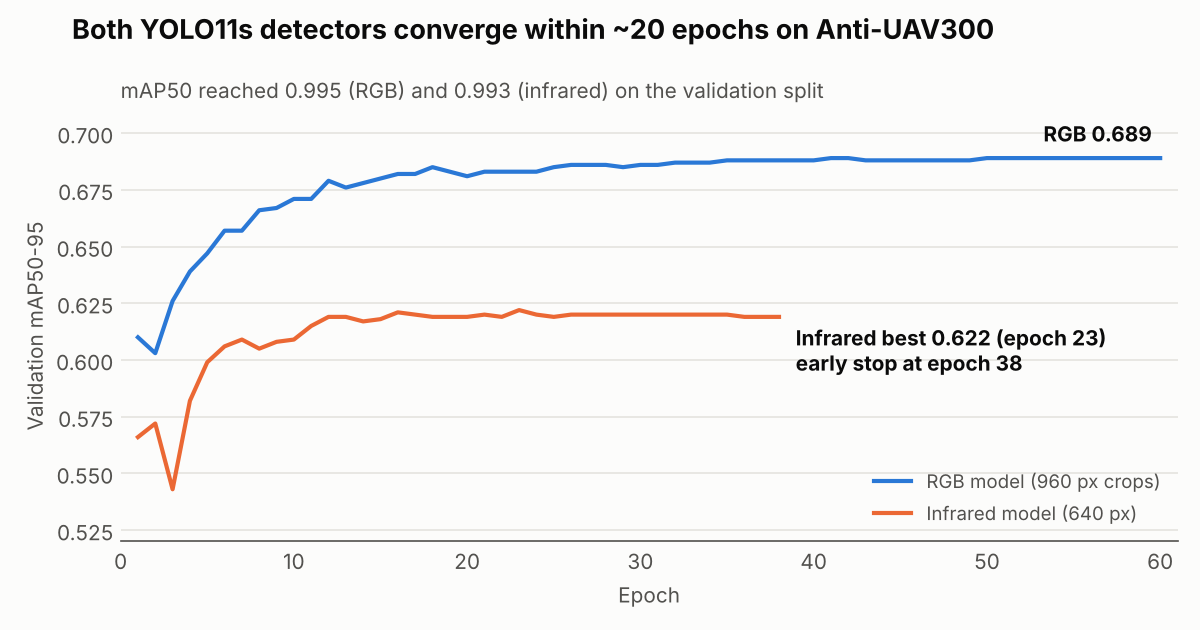 Both YOLO11s detectors converge within ~20 epochs on Anti-UAV300
mAP50 reached 0.995 (RGB) and 0.993 (infrared) on the validation split
Validation mAP50-95
0.700
0.675
0.650
0.625
0.600
0.575
0.550
0.525
RGB 0.689
Infrared best 0.622 (epoch 23)
early stop at epoch 38
RGB model (960 px crops)
Infrared model (640 px)
0 10 20 30 40 50 60
Epoch